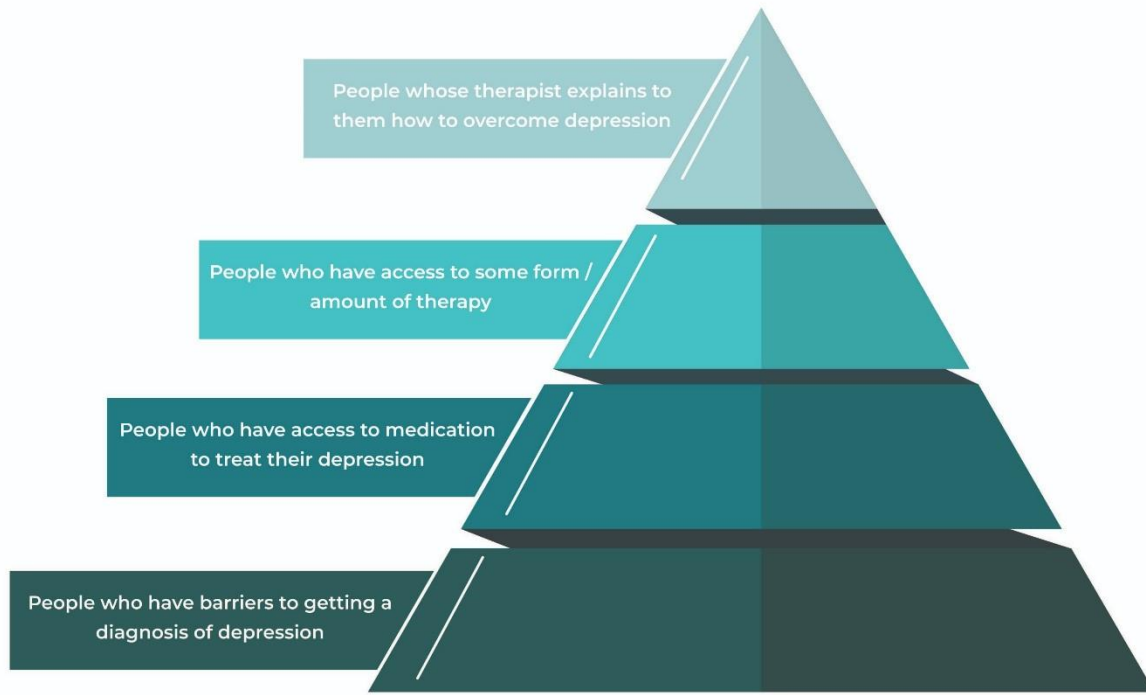 People whose therapist explains to
them how to overcome depression
People who have access to some form /
amount of therapy
People who have access to medication
to treat their depression
People who have barriers to getting a
diagnosis of depression